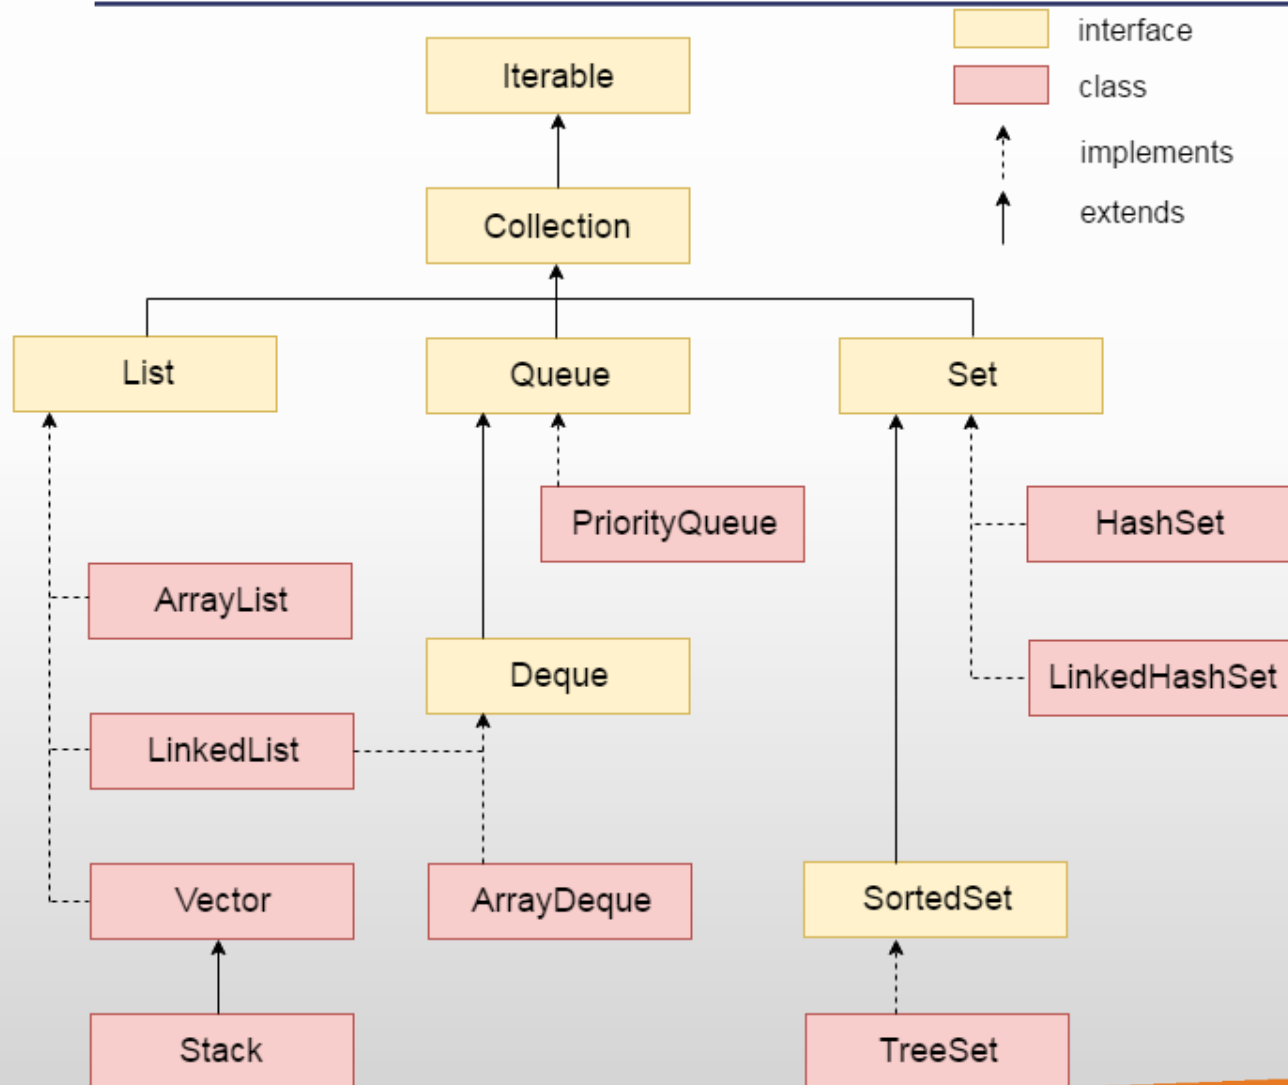 interface
Iterable
class
implements
extends
Collection
List
Queue
Set
PriorityQueue
HashSet
ArrayList
Deque
LinkedHashSet
LinkedList
Vector
ArrayDeque
SortedSet
Stack
TreeSet